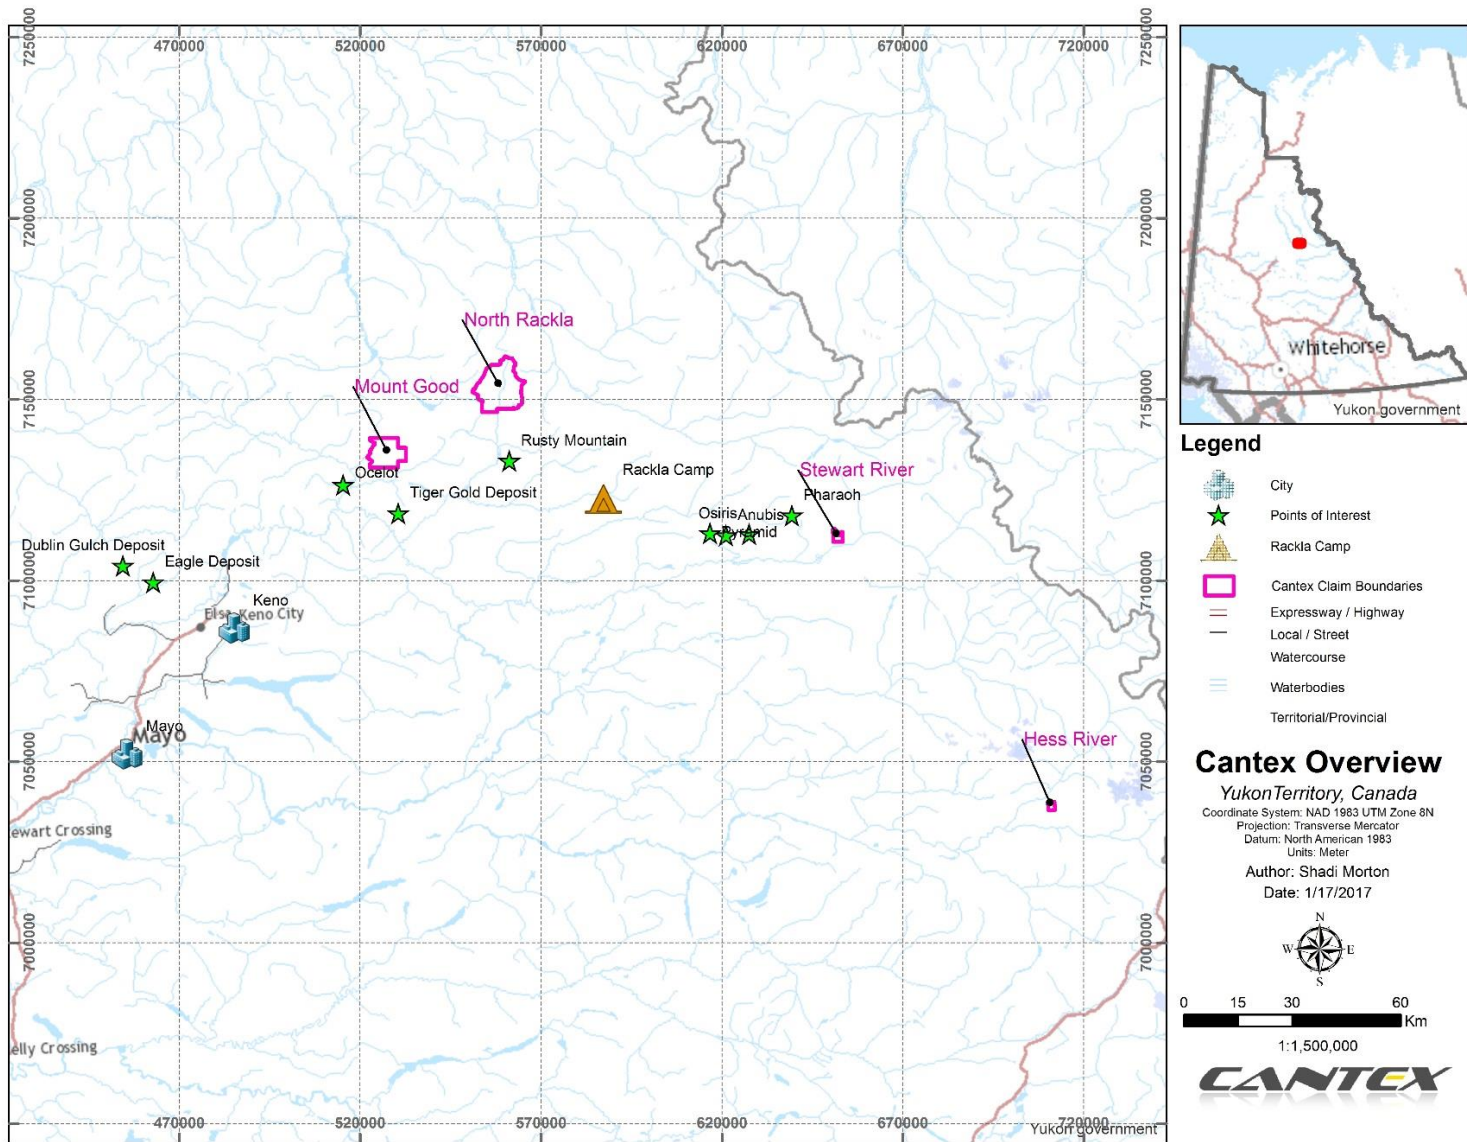 470000
520000
570000
620000
670000
720000
7250000
7250000
7200000
7200000
North Rackla
Mount Good
7150000
7150000
Rusty Mountain
Ocelot
Rackla Camp
Stewart River
Tiger Gold Deposit
Pharaoh
Osiris
Anubis
Pyramid
Dublin Gulch Deposit
Eagle Deposit
7100000
7100000
Keno
Elsa
Keno City
Mayo
Mayo
7050000
7050000
Hess River
ewart Crossing
7000000
7000000
elly Crossing
470000
520000
570000
620000
670000
720000
Yukon government
Whitehorse
Yukon government
Legend
City
Points of Interest
Rackla Camp
Cantex Claim Boundaries
Expressway / Highway
Local / Street
Watercourse
Waterbodies
Territorial/Provincial
Cantex Overview
YukonTerritory, Canada
Coordinate System: NAD 1983 UTM Zone 8N
Projection: Transverse Mercator
Datum: North American 1983
Units: Meter
Author: Shadi Morton
Date: 1/17/2017
N
W E
S
0 15 30 60
Km
1:1,500,000
CANTEX